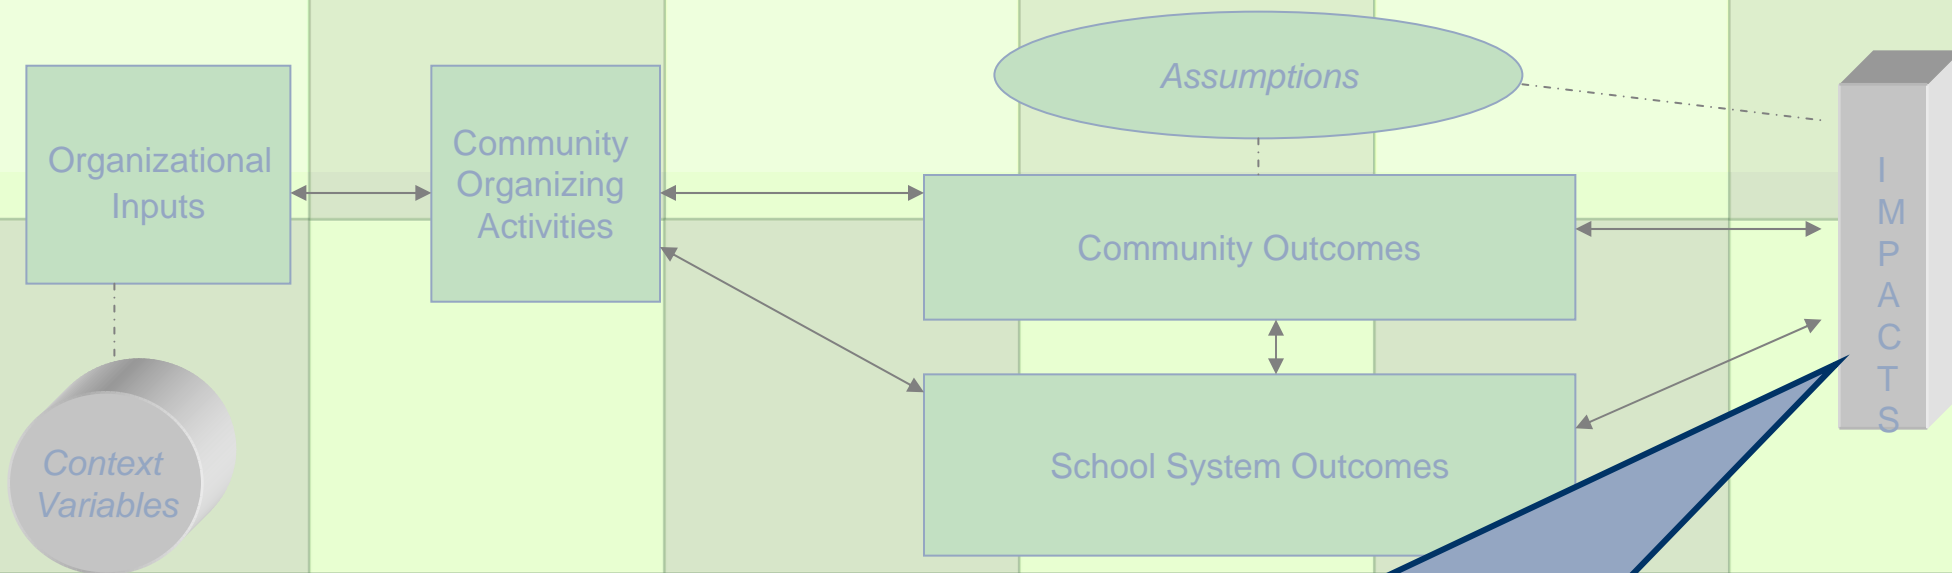 Assumptions
Organizational
Inputs
Community
Organizing
Activities
Community Outcomes
School System Outcomes
Context
Variables
I
M
P
A
C
T
S